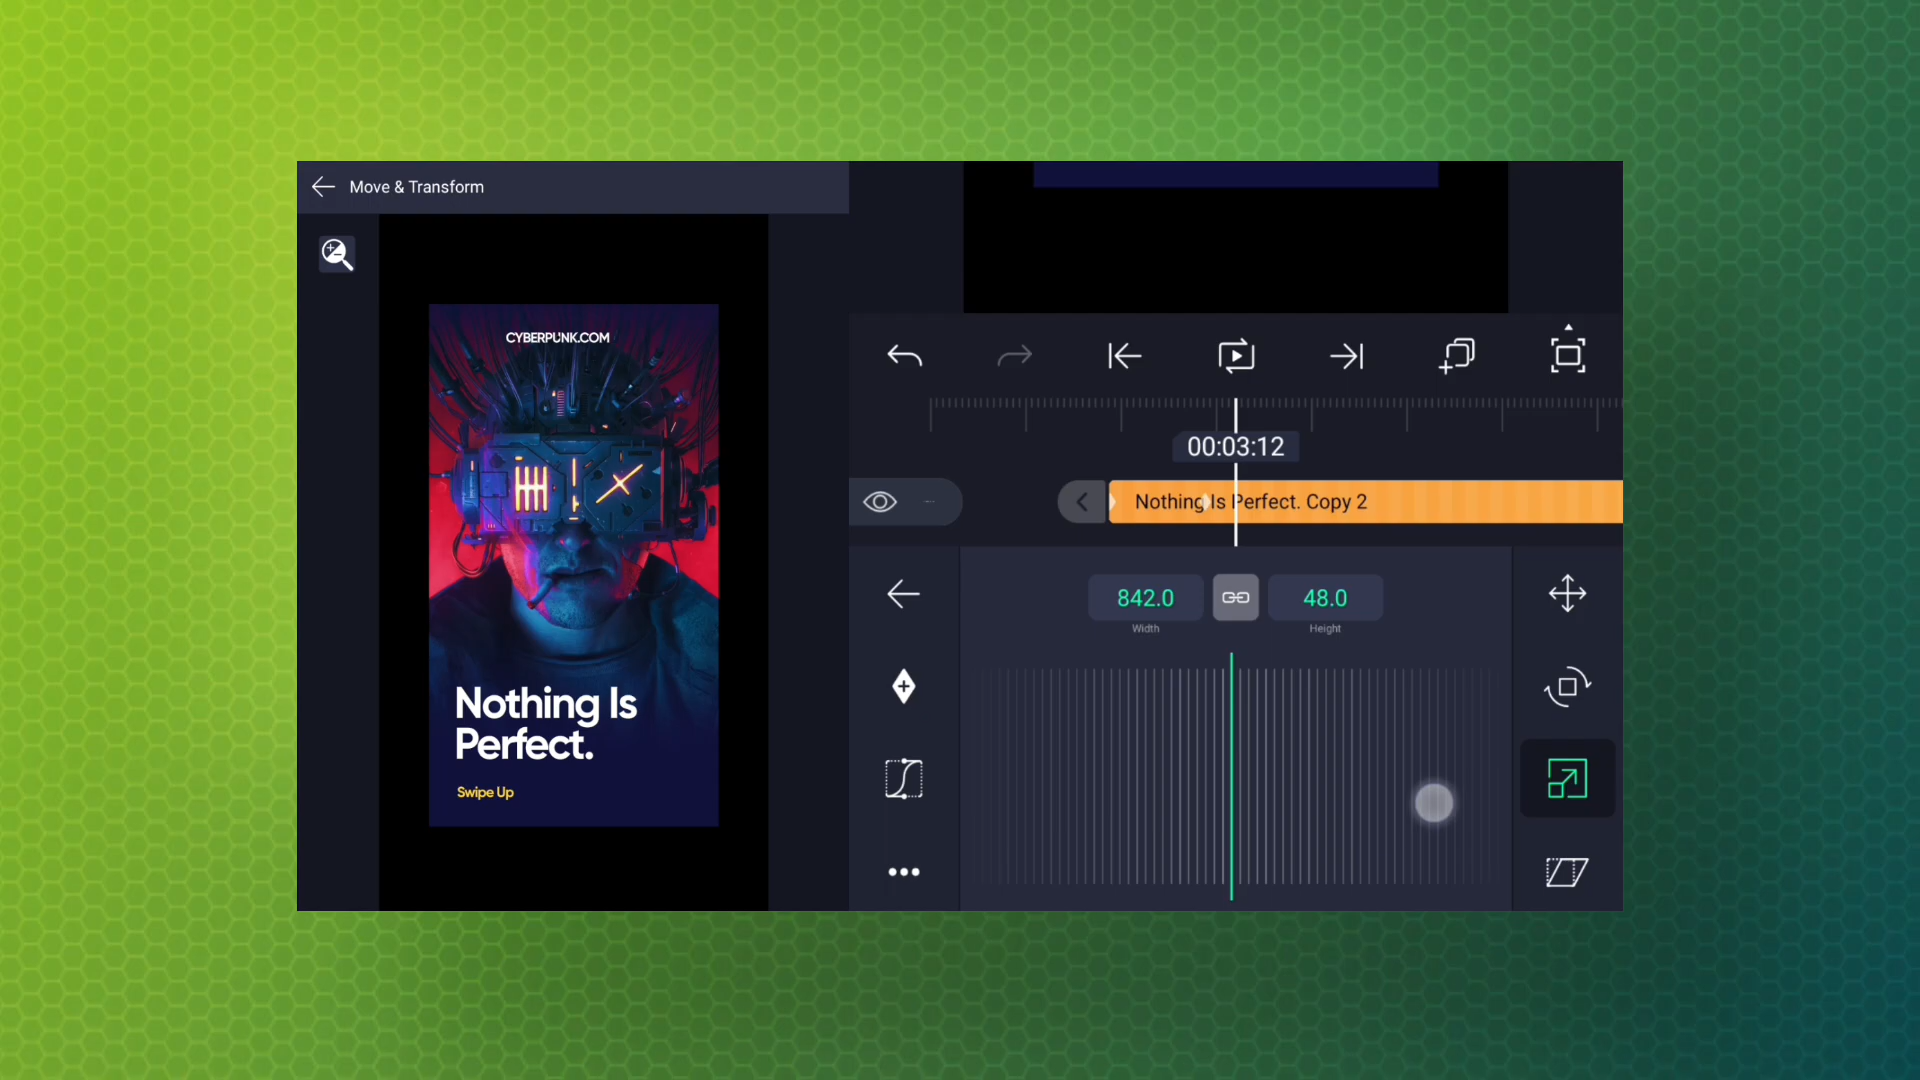 Move & Transform
CYBERPUNK.COM
Nothing Is
Perfect.
Swipe Up
00:03:12
Nothing Is Perfect. Copy 2
842.0
48.0
Width
Height